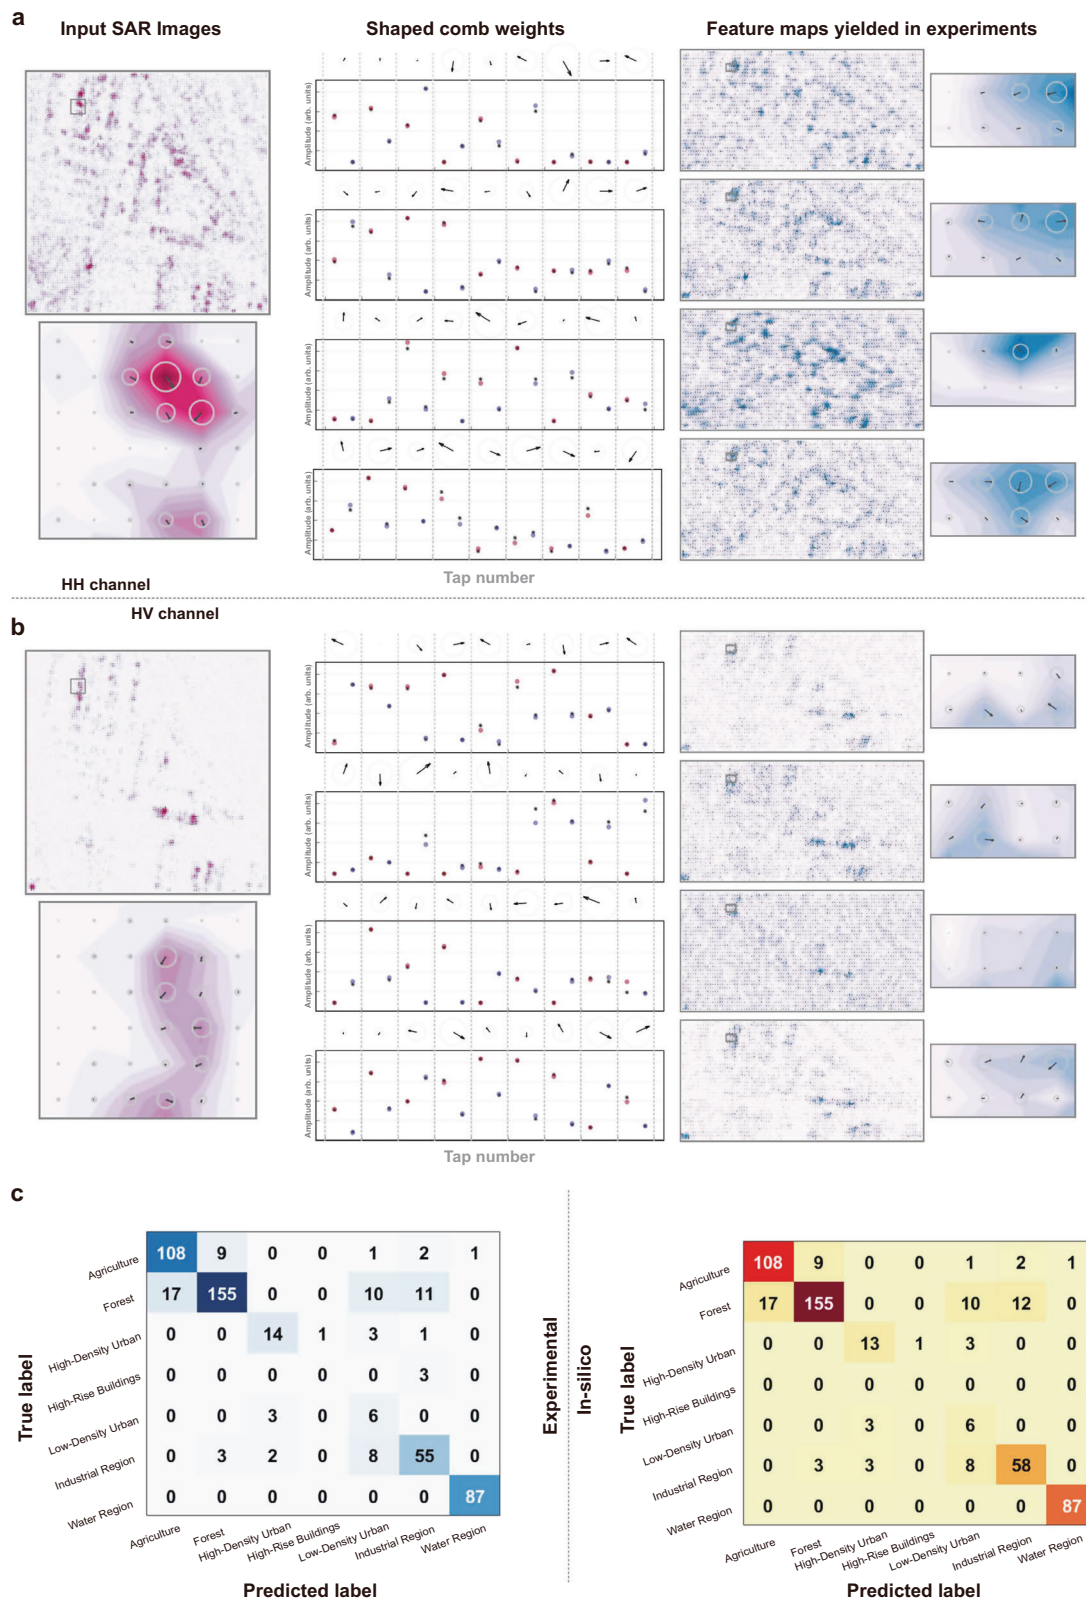 a
Input SAR Images
Shaped comb weights
Feature maps yielded in experiments
Amplitude (arb. units)
Amplitude (arb. units)
Amplitude (arb. units)
Amplitude (arb. units)
Tap number
HH channel
HV channel
b
Amplitude (arb. units)
Amplitude (arb. units)
Amplitude (arb. units)
Amplitude (arb. units)
Tap number
c
True label
Agriculture 108 9 0 0 1 2 1
Forest 17 155 0 0 10 11
High-Density Urban 0 0 14 1 3 1 0
High-Rise Buildings 0 0 0 0 0 3 0
Low-Density Urban 0 0 3 0 6 0 0
Industrial Region 0 3 2 0 8 55 0
Water Region 0 0 0 0 0 0 87
Agriculture Forest High-Density Urban High-Rise Buildings Low-Density Urban Industrial Region Water Region
Predicted label
Experimental
In-silico
True label
Agriculture 108 9 0 0 1 2 1
Forest 17 155 0 0 10 12 0
High-Density Urban 0 0 13 1 3 0 0
High-Rise Buildings 0 0 0 0 0 0 0
Low-Density Urban 0 0 3 0 6 0 0
Industrial Region 0 3 3 0 8 58 0
Water Region 0 0 0 0 0 0 87
Agriculture Forest High-Density Urban High-Rise Buildings Low-Density Urban Industrial Region Water Region
Predicted label